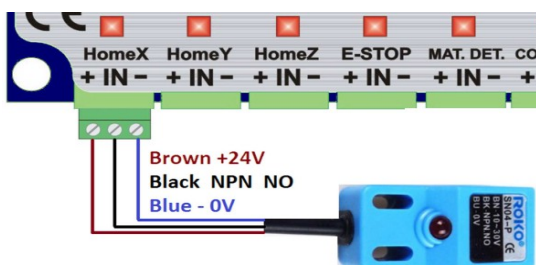 CE
HomeX HomeY HomeZ E-STOP MAT. DET. CO
+ IN − + IN − + IN − + IN − + IN − +
Brown +24V
Black NPN NO
Blue - 0V
ROKO
SN04-P CE
BN 10-30V
BK-NPN,NO
BU-0V